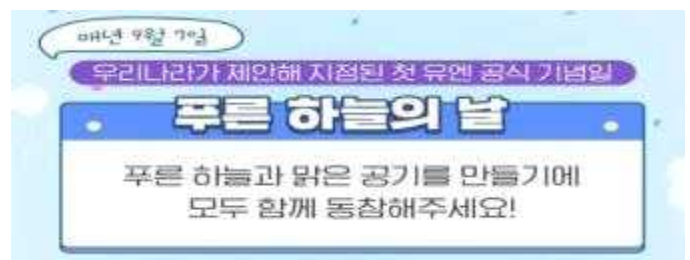 매년 9월 7일
우리나라가 제안해 지정된 첫 유엔 공식 기념일
푸른 하늘의 날
푸른 하늘과 맑은 공기를 만들기에
모두 함께 동참해주세요!